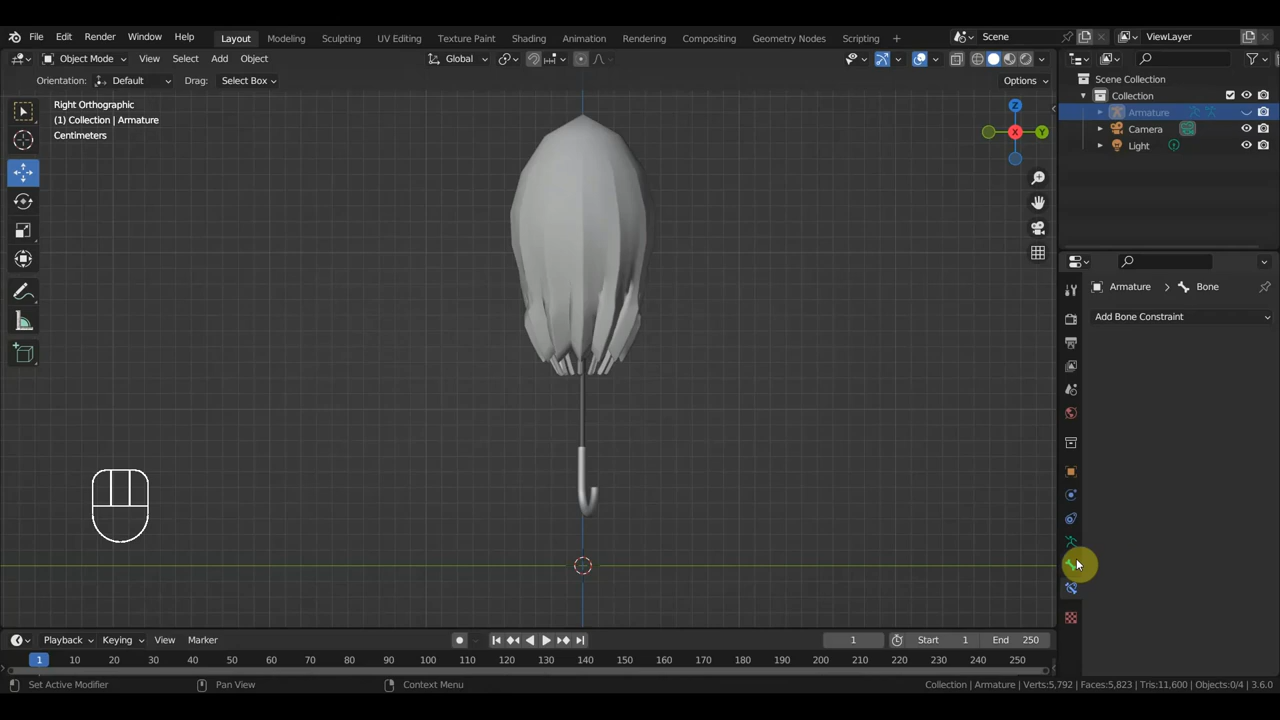 File Edit Render Window Help Layout Modeling Sculpting UV Editing Texture Paint Shading Animation Rendering Compositing Geometry Nodes Scripting + Scene ViewLayer
Object Mode View Select Add Object Global
Orientation: Default Drag: Select Box Options
Scene Collection
Collection
Armature
Camera
Light
Right Orthographic
(1) Collection | Armature
Centimeters
Z
X
Y
Armature > Bone
Add Bone Constraint
Playback Keying View Marker 1 Start 1 End 250
1 10 20 30 40 50 60 70 80 90 100 110 120 130 140 150 160 170 180 190 200 210 220 230 240 250
Set Active Modifier Pan View Context Menu Collection | Armature | Verts:5,792 | Faces:5,823 | Tris:11,600 | Objects:0/4 | 3.6.0